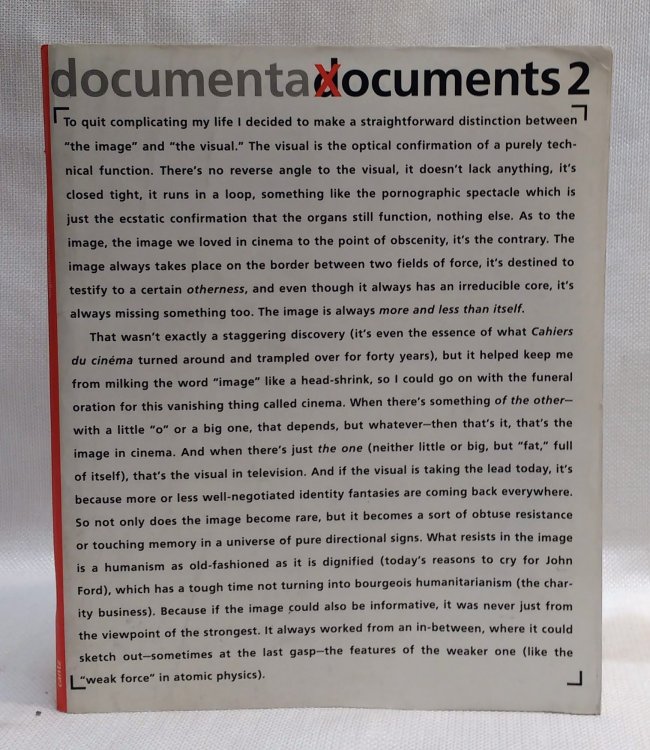 documentaXdocuments 2
To quit complicating my life I decided to make a straightforward distinction between
“the image” and “the visual.” The visual is the optical confirmation of a purely tech-
nical function. There’s no reverse angle to the visual, it doesn’t lack anything, it’s
closed tight, it runs in a loop, something like the pornographic spectacle which is
just the ecstatic confirmation that the organs still function, nothing else. As to the
image, the image we loved in cinema to the point of obscenity, it’s the contrary. The
image always takes place on the border between two fields of force, it’s destined to
testify to a certain otherness, and even though it always has an irreducible core, it’s
always missing something too. The image is always more and less than itself.
That wasn’t exactly a staggering discovery (it’s even the essence of what Cahiers
du cinéma turned around and trampled over for forty years), but it helped keep me
from milking the word “image” like a head-shrink, so I could go on with the funeral
oration for this vanishing thing called cinema. When there’s something of the other—
with a little “o” or a big one, that depends, but whatever—then that’s it, that’s the
image in cinema. And when there’s just the one (neither little or big, but “fat,” full
of itself), that’s the visual in television. And if the visual is taking the lead today, it’s
because more or less well-negotiated identity fantasies are coming back everywhere.
So not only does the image become rare, but it becomes a sort of obtuse resistance
or touching memory in a universe of pure directional signs. What resists in the image
is a humanism as old-fashioned as it is dignified (today’s reasons to cry for John
Ford), which has a tough time not turning into bourgeois humanitarianism (the char-
ity business). Because if the image could also be informative, it was never just from
the viewpoint of the strongest. It always worked from an in-between, where it could
sketch out—sometimes at the last gasp—the features of the weaker one (like the
“weak force” in atomic physics).
cantz